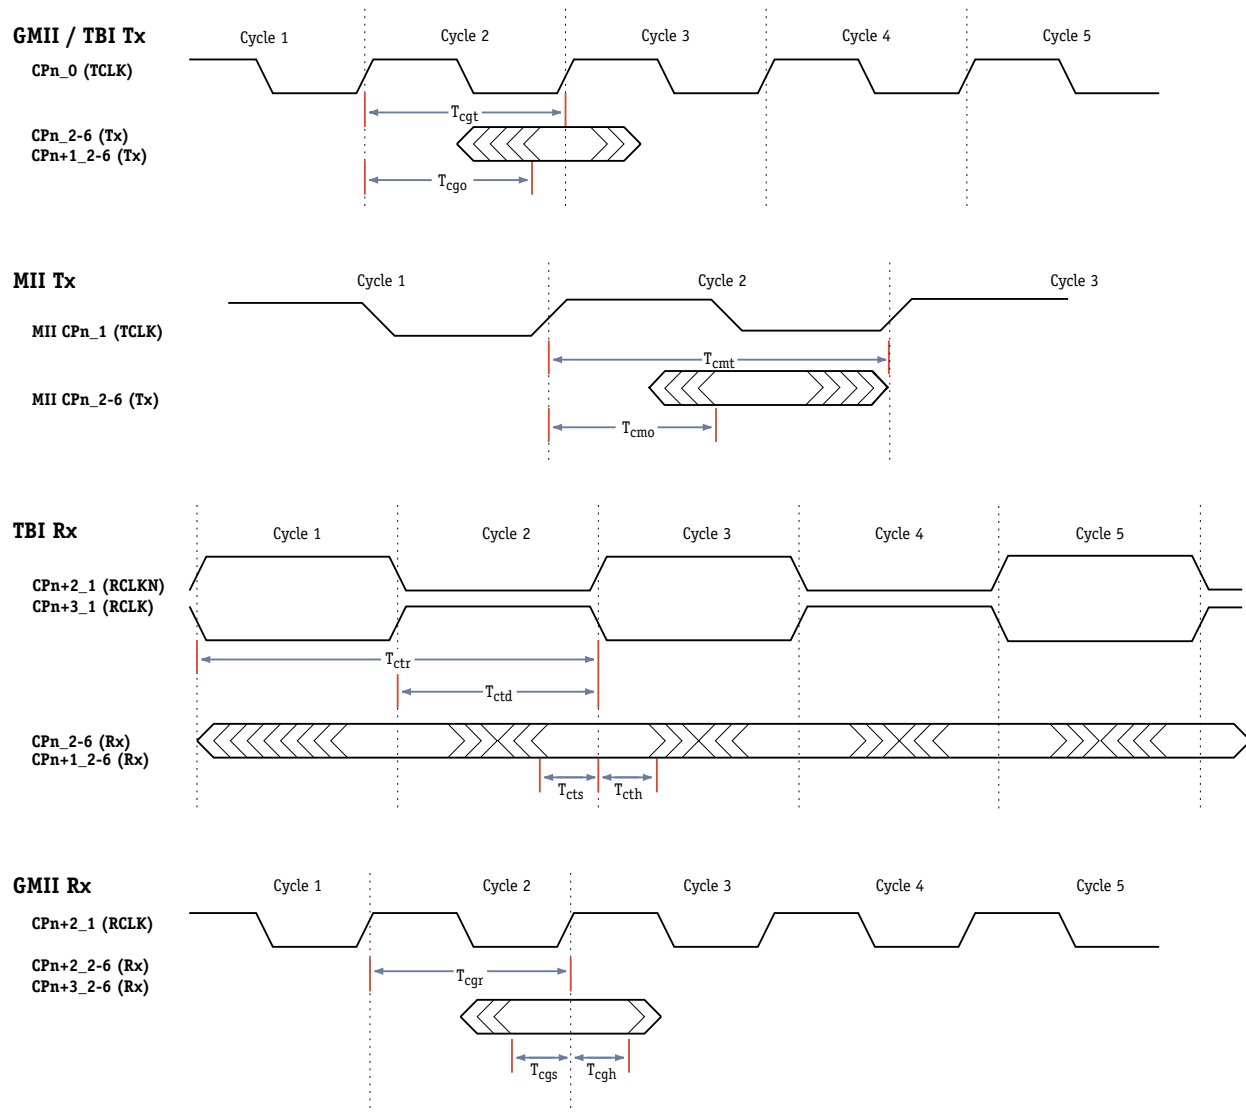 GMII / TBI Tx
Cycle 1 Cycle 2 Cycle 3 Cycle 4 Cycle 5
CPn_0 (TCLK)
Tcgt
CPn_2-6 (Tx)
CPn+1_2-6 (Tx)
Tcgo
MII Tx
Cycle 1 Cycle 2 Cycle 3
MII CPn_1 (TCLK)
Tcmt
MII CPn_2-6 (Tx)
Tcmo
TBI Rx
Cycle 1 Cycle 2 Cycle 3 Cycle 4 Cycle 5
CPn+2_1 (RCLKN)
CPn+3_1 (RCLK)
Tctr
Tctd
CPn_2-6 (Rx)
CPn+1_2-6 (Rx)
Tcts Tcth
GMII Rx
Cycle 1 Cycle 2 Cycle 3 Cycle 4 Cycle 5
CPn+2_1 (RCLK)
CPn+2_2-6 (Rx)
Tcgr
CPn+3_2-6 (Rx)
Tcgs Tcgh